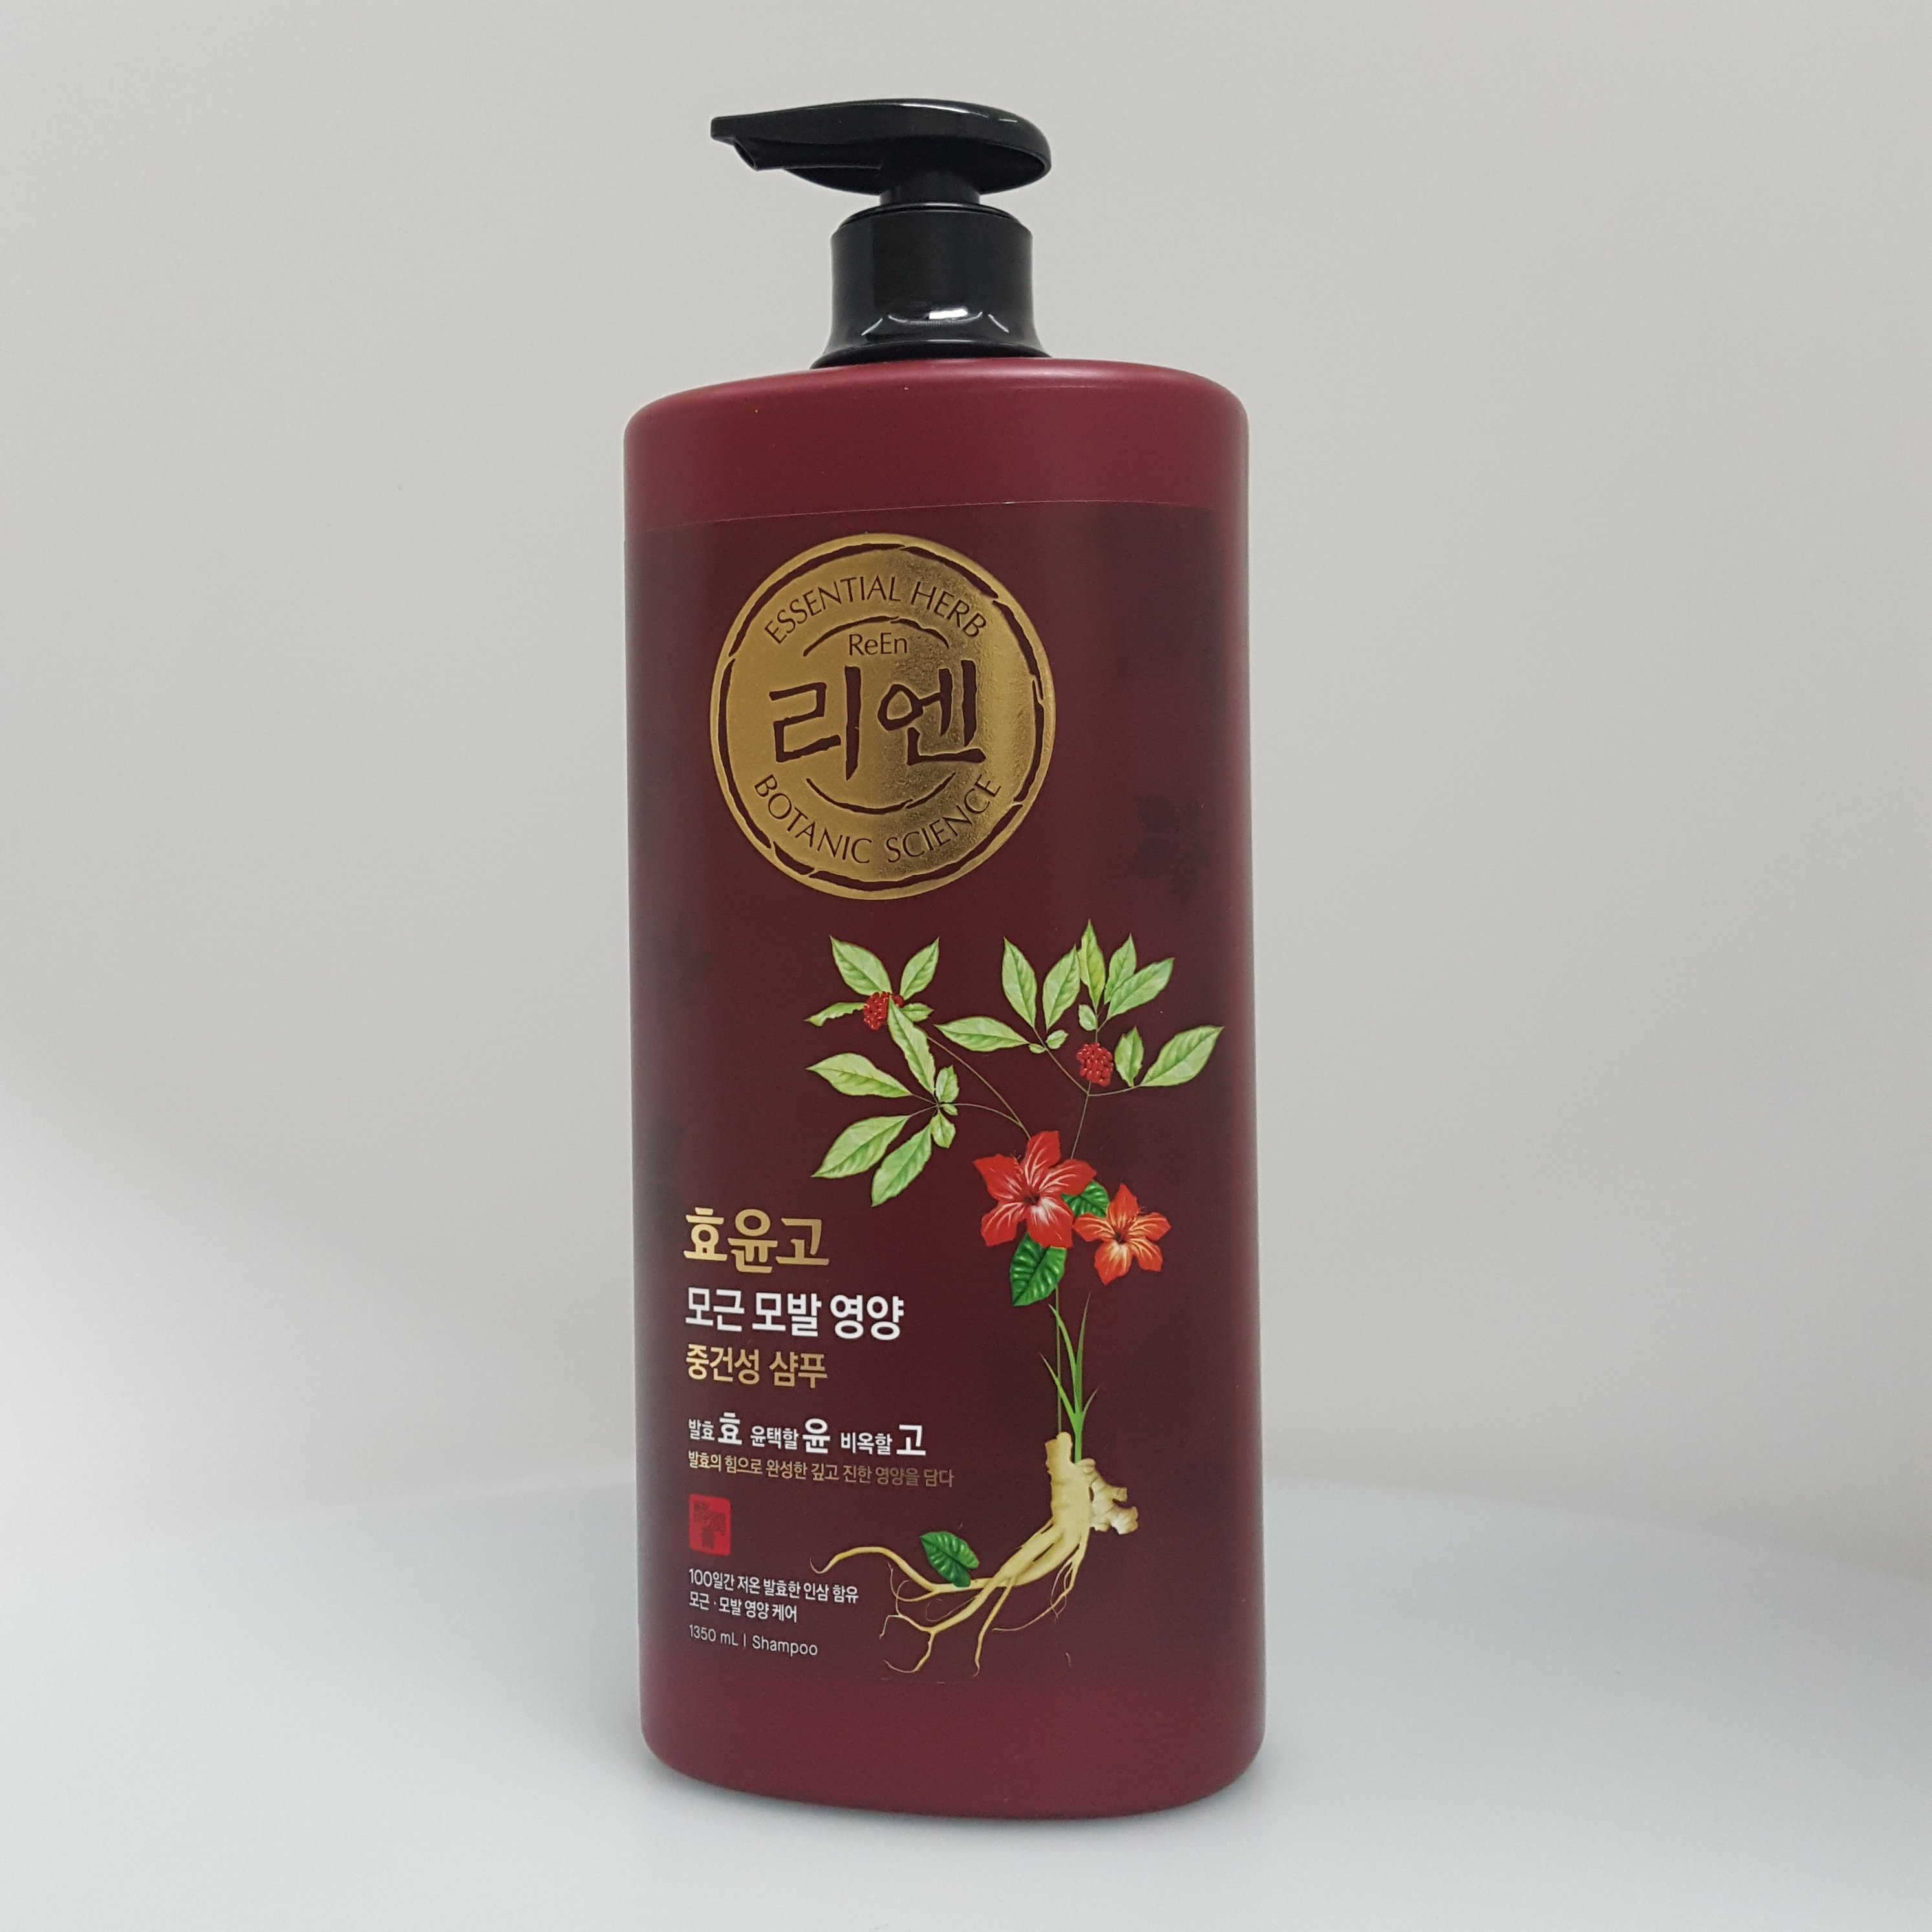 ESSENTIAL HERB
ReEn
리엔
BOTANIC SCIENCE
효윤고
모근 모발 영양
중건성 샴푸
발효 효 윤택할 윤 비옥할 고
발효의 힘으로 완성한 깊고 진한 영양을 담다
100일간 저온 발효한 인삼 함유
모근 · 모발 영양 케어
1350 mL | Shampoo